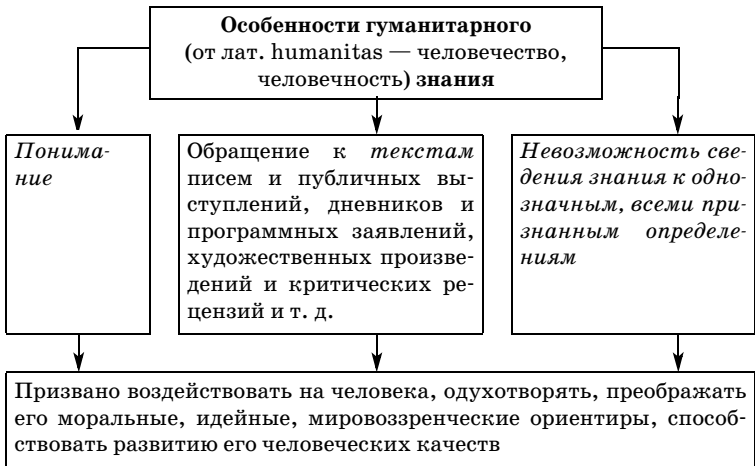 Особенности гуманитарного
(от лат. humanitas — человечество,
человечность) знания
Понима-
ние
Обращение к текстам
писем и публичных вы-
ступлений, дневников и
программных заявлений,
художественных произве-
дений и критических ре-
цензий и т. д.
Невозможность све-
дения знания к одно-
значным, всеми при-
знанным определе-
ниям
Призвано воздействовать на человека, одухотворять, преображать
его моральные, идейные, мировоззренческие ориентиры, способ-
ствовать развитию его человеческих качеств